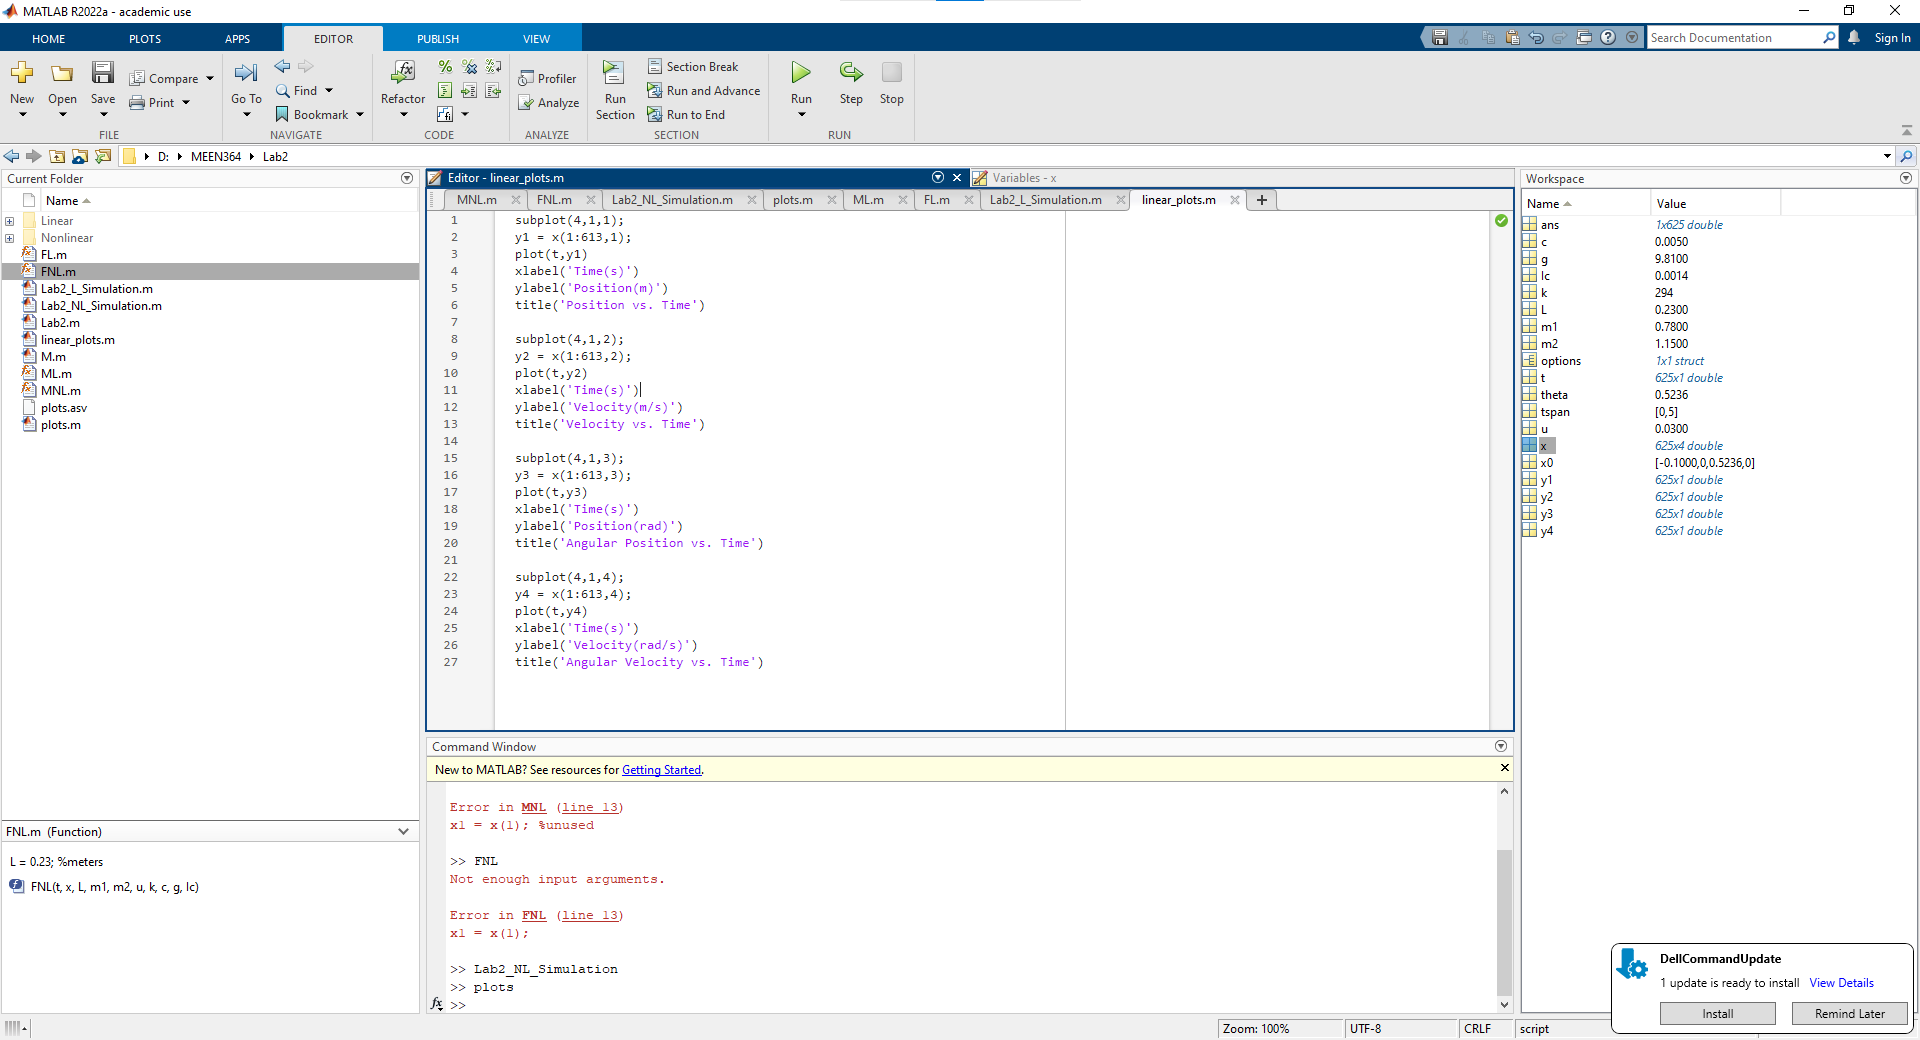 MATLAB R2022a - academic use
HOME PLOTS APPS EDITOR PUBLISH VIEW
Search Documentation
Sign In
New Open Save
Compare
Print
FILE
Go To
Find
Bookmark
NAVIGATE
Refactor
CODE
Profiler
Analyze
ANALYZE
Run Section
Section Break
Run and Advance
Run to End
SECTION
Run Step Stop
RUN
D: MEEN364 Lab2
Current Folder
Name
Linear
Nonlinear
FL.m
FNL.m
Lab2_L_Simulation.m
Lab2_NL_Simulation.m
Lab2.m
linear_plots.m
M.m
ML.m
MNL.m
plots.asv
plots.m
FNL.m (Function)
L = 0.23; %meters
FNL(t, x, L, m1, m2, u, k, c, g, Ic)
Editor - linear_plots.m
Variables - x
MNL.m FNL.m Lab2_NL_Simulation.m plots.m ML.m FL.m Lab2_L_Simulation.m linear_plots.m
1 subplot(4,1,1);
2 y1 = x(1:613,1);
3 plot(t,y1)
4 xlabel('Time(s)')
5 ylabel('Position(m)')
6 title('Position vs. Time')
7
8 subplot(4,1,2);
9 y2 = x(1:613,2);
10 plot(t,y2)
11 xlabel('Time(s)')
12 ylabel('Velocity(m/s)')
13 title('Velocity vs. Time')
14
15 subplot(4,1,3);
16 y3 = x(1:613,3);
17 plot(t,y3)
18 xlabel('Time(s)')
19 ylabel('Position(rad)')
20 title('Angular Position vs. Time')
21
22 subplot(4,1,4);
23 y4 = x(1:613,4);
24 plot(t,y4)
25 xlabel('Time(s)')
26 ylabel('Velocity(rad/s)')
27 title('Angular Velocity vs. Time')
Command Window
New to MATLAB? See resources for Getting Started.
Error in MNL (line 13)
x1 = x(1); %unused
>> FNL
Not enough input arguments.
Error in FNL (line 13)
x1 = x(1);
>> Lab2_NL_Simulation
>> plots
fx >>
Workspace
Name Value
ans 1x625 double
c 0.0050
g 9.8100
Ic 0.0014
k 294
L 0.2300
m1 0.7800
m2 1.1500
options 1x1 struct
t 625x1 double
theta 0.5236
tspan [0,5]
u 0.0300
x 625x4 double
x0 [-0.1000,0,0.5236,0]
y1 625x1 double
y2 625x1 double
y3 625x1 double
y4 625x1 double
DellCommandUpdate
1 update is ready to install View Details
Install Remind Later
Zoom: 100% UTF-8 CRLF script